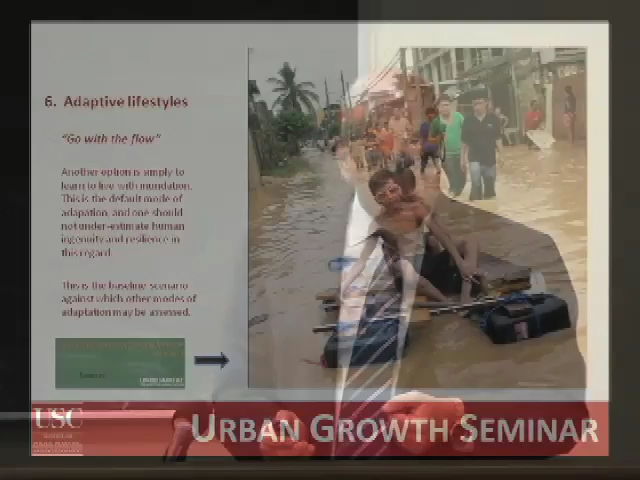 6. Adaptive lifestyles
"Go with the flow"
Another option is simply to
learn to live with inundation.
This is the default mode of
adapation, and one should
not under-estimate human
ingenuity and resilience in
this regard.
This is the baseline scenario
against which other modes of
adaptation may be assessed.
USC
URBAN GROWTH SEMINAR